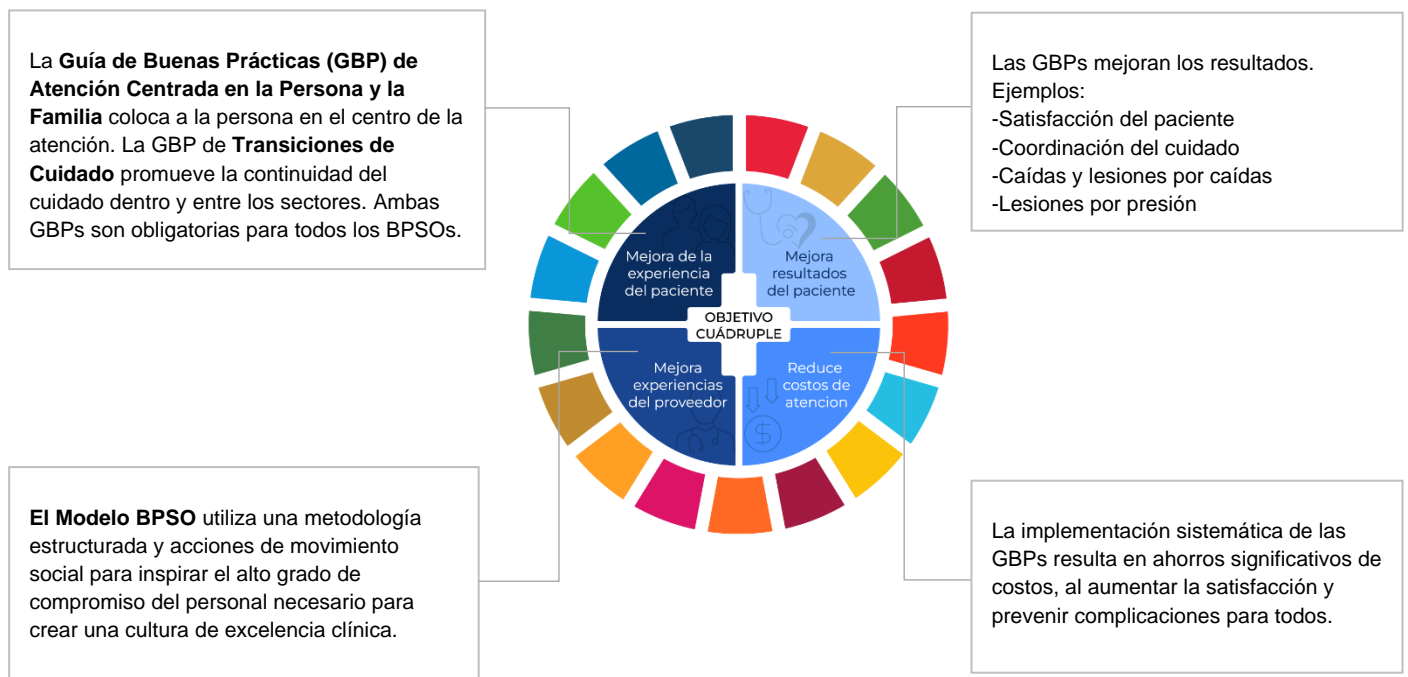 La Guía de Buenas Prácticas (GBP) de
Atención Centrada en la Persona y la
Familia coloca a la persona en el centro de la
atención. La GBP de Transiciones de
Cuidado promueve la continuidad del
cuidado dentro y entre los sectores. Ambas
GBPs son obligatorias para todos los BPSOs.
Las GBPs mejoran los resultados.
Ejemplos:
-Satisfacción del paciente
-Coordinación del cuidado
-Caídas y lesiones por caídas
-Lesiones por presión
Mejora de la
experiencia
del paciente
Mejora
resultados
del paciente
OBJETIVO
CUÁDRUPLE
Mejora
experiencias
del proveedor
Reduce
costos de
atencion
$
El Modelo BPSO utiliza una metodología
estructurada y acciones de movimiento
social para inspirar el alto grado de
compromiso del personal necesario para
crear una cultura de excelencia clínica.
La implementación sistemática de las
GBPs resulta en ahorros significativos de
costos, al aumentar la satisfacción y
prevenir complicaciones para todos.